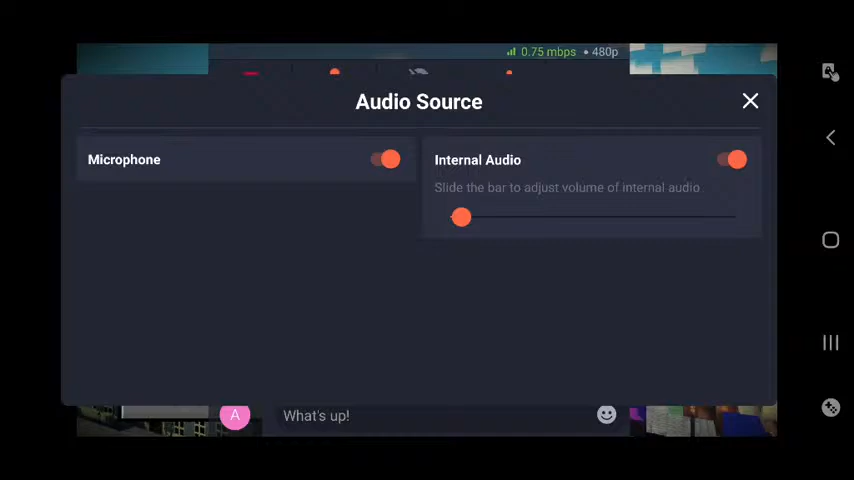 0.75 mbps • 480p
Audio Source
Microphone
Internal Audio
Slide the bar to adjust volume of internal audio
A
What's up!